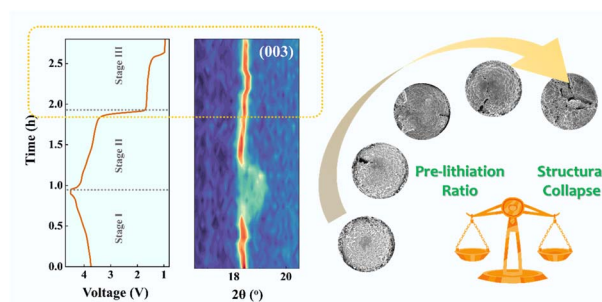 2.5
2.0
1.5
1.0
0.5
0.0
Time (h)
Stage III
Stage II
Stage I
4
3
2
1
Voltage (V)
(003)
18
20
2θ (°)
Pre-lithiation
Ratio
Structural
Collapse